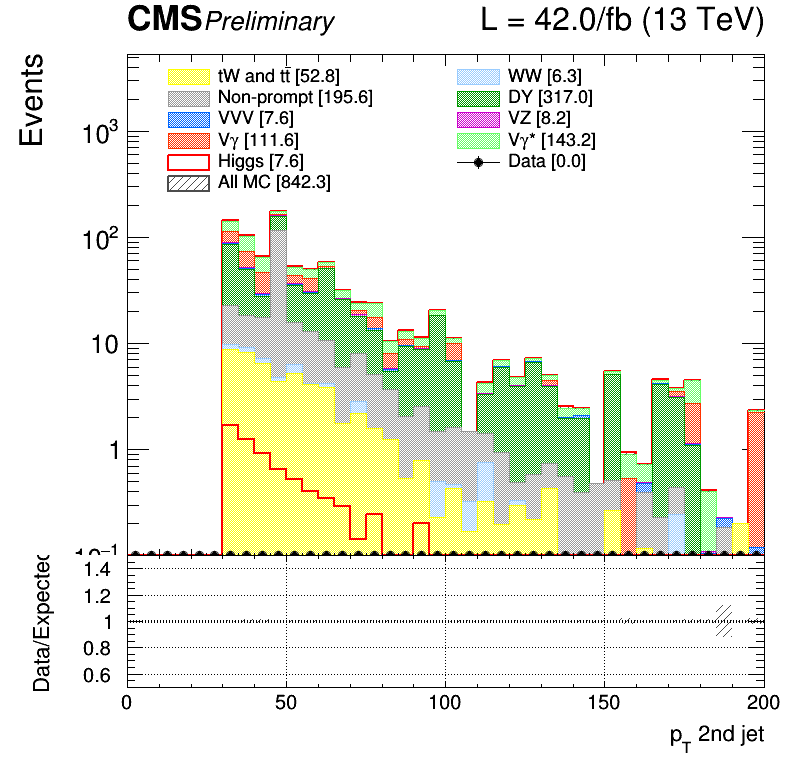 CMS Preliminary L = 42.0/fb (13 TeV)
Events
tW and tt̄ [52.8] WW [6.3]
Non-prompt [195.6] DY [317.0]
VVV [7.6] VZ [8.2]
Vγ [111.6] Vγ* [143.2]
Higgs [7.6] Data [0.0]
All MC [842.3]
10³
10²
10
1
10⁻¹
Data/Expected
1.4
1.2
1
0.8
0.6
0 50 100 150 200
p_T 2nd jet